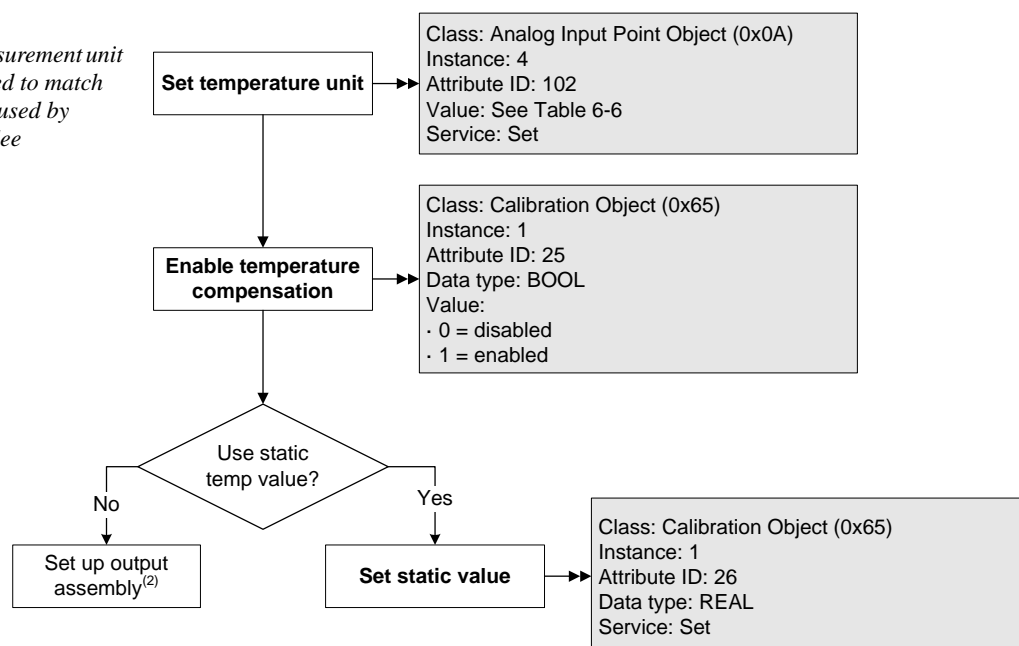 surement unit
ed to match
used by
ee
Set temperature unit
Class: Analog Input Point Object (0x0A)
Instance: 4
Attribute ID: 102
Value: See Table 6-6
Service: Set
Enable temperature
compensation
Class: Calibration Object (0x65)
Instance: 1
Attribute ID: 25
Data type: BOOL
Value:
· 0 = disabled
· 1 = enabled
Use static
temp value?
No
Yes
Set up output
assembly(2)
Set static value
Class: Calibration Object (0x65)
Instance: 1
Attribute ID: 26
Data type: REAL
Service: Set